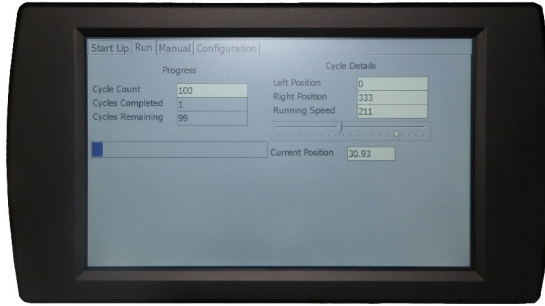 Start Up Run Manual Configuration
Progress
Cycle Count 100
Cycles Completed 1
Cycles Remaining 99
Cycle Details
Left Position 0
Right Position 333
Running Speed 211
Current Position 30.93